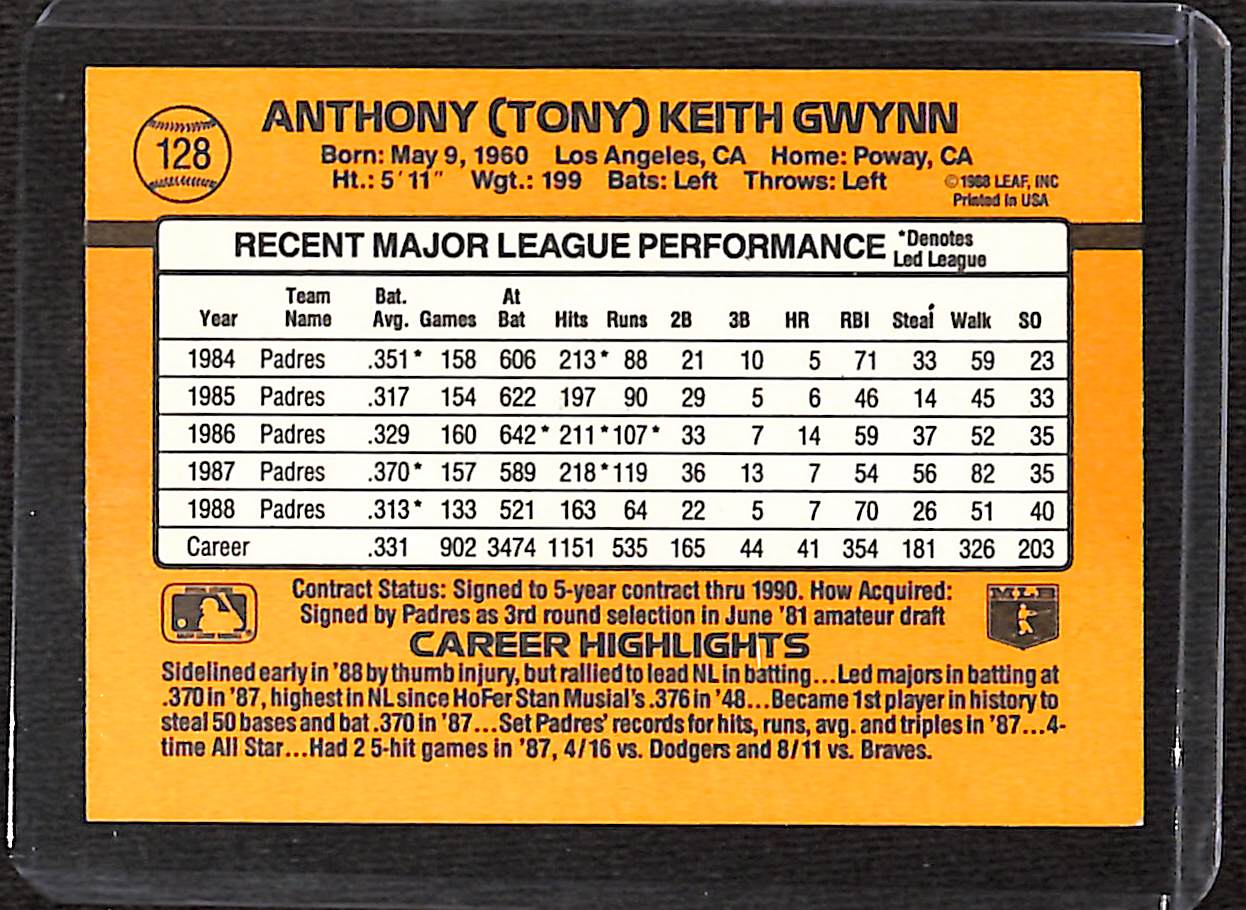 128
ANTHONY (TONY) KEITH GWYNN
Born: May 9, 1960 Los Angeles, CA Home: Poway, CA
Ht.: 5'11" Wgt.: 199 Bats: Left Throws: Left
©1988 LEAF, INC
Printed in USA
RECENT MAJOR LEAGUE PERFORMANCE *Denotes Led League
Year Team Name Bat. Avg. Games At Bat Hits Runs 2B 3B HR RBI Steal Walk SO
1984 Padres .351* 158 606 213* 88 21 10 5 71 33 59 23
1985 Padres .317 154 622 197 90 29 5 6 46 14 45 33
1986 Padres .329 160 642* 211* 107* 33 7 14 59 37 52 35
1987 Padres .370* 157 589 218* 119 36 13 7 54 56 82 35
1988 Padres .313* 133 521 163 64 22 5 7 70 26 51 40
Career .331 902 3474 1151 535 165 44 41 354 181 326 203
Contract Status: Signed to 5-year contract thru 1990. How Acquired:
Signed by Padres as 3rd round selection in June '81 amateur draft
MLB
CAREER HIGHLIGHTS
Sidelined early in '88 by thumb injury, but rallied to lead NL in batting...Led majors in batting at
.370 in '87, highest in NL since HoFer Stan Musial's .376 in '48...Became 1st player in history to
steal 50 bases and bat .370 in '87...Set Padres' records for hits, runs, avg. and triples in '87...4-
time All Star...Had 2 5-hit games in '87, 4/16 vs. Dodgers and 8/11 vs. Braves.